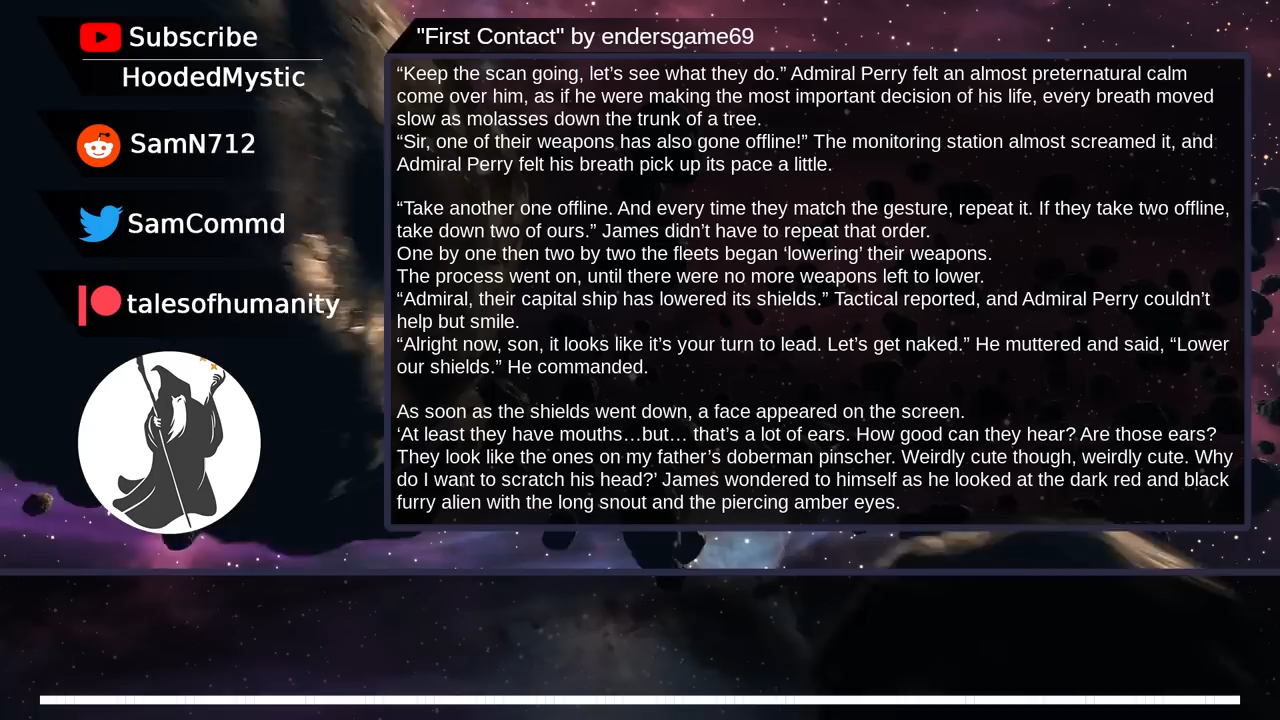 Subscribe
HoodedMystic
SamN712
SamCommd
talesofhumanity
"First Contact" by endersgame69
“Keep the scan going, let’s see what they do.” Admiral Perry felt an almost preternatural calm
come over him, as if he were making the most important decision of his life, every breath moved
slow as molasses down the trunk of a tree.
“Sir, one of their weapons has also gone offline!” The monitoring station almost screamed it, and
Admiral Perry felt his breath pick up its pace a little.
“Take another one offline. And every time they match the gesture, repeat it. If they take two offline,
take down two of ours.” James didn’t have to repeat that order.
One by one then two by two the fleets began ‘lowering’ their weapons.
The process went on, until there were no more weapons left to lower.
“Admiral, their capital ship has lowered its shields.” Tactical reported, and Admiral Perry couldn’t
help but smile.
“Alright now, son, it looks like it’s your turn to lead. Let’s get naked.” He muttered and said, “Lower
our shields.” He commanded.
As soon as the shields went down, a face appeared on the screen.
‘At least they have mouths…but… that’s a lot of ears. How good can they hear? Are those ears?
They look like the ones on my father’s doberman pinscher. Weirdly cute though, weirdly cute. Why
do I want to scratch his head?’ James wondered to himself as he looked at the dark red and black
furry alien with the long snout and the piercing amber eyes.